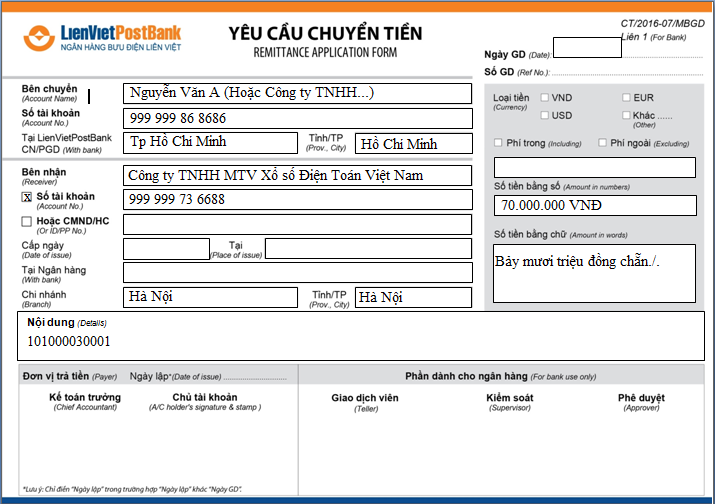 LienVietPostBank
NGÂN HÀNG BƯU ĐIỆN LIÊN VIỆT
YÊU CẦU CHUYỂN TIỀN
REMITTANCE APPLICATION FORM
CT/2016-07/MBGD
Liên 1 (For Bank)
Ngày GD (Date):
Số GD (Ref No.):
Bên chuyển
(Account Name)
Nguyễn Văn A (Hoặc Công ty TNHH...)
Số tài khoản
(Account No.)
999 999 86 8686
Tại LienVietPostBank
CN/PGD (With bank)
Tp Hồ Chi Minh
Tỉnh/TP
(Prov., City)
Hồ Chi Minh
Bên nhận
(Receiver)
Công ty TNHH MTV Xổ số Điện Toán Việt Nam
X Số tài khoản
(Account No.)
999 999 73 6688
Hoặc CMND/HC
(Or ID/PP No.)
Cấp ngày
(Date of issue)
Tại
(Place of issue)
Tại Ngân hàng
(With bank)
Chi nhánh
(Branch)
Hà Nội
Tỉnh/TP
(Prov., City)
Hà Nội
Loại tiền
(Currency)
VND
EUR
USD
Khác ......
(Other)
Phí trong (Including)
Phí ngoài (Excluding)
Số tiền bằng số (Amount in numbers)
70.000.000 VNĐ
Số tiền bằng chữ (Amount in words)
Bảy mươi triệu đồng chẵn./.
Nội dung (Details)
101000030001
Đơn vị trả tiền (Payer) Ngày lập*(Date of issue) ........................
Kế toán trưởng
(Chief Accountant)
Chủ tài khoản
(A/C holder's signature & stamp )
Phần dành cho ngân hàng (For bank use only)
Giao dịch viên
(Teller)
Kiểm soát
(Supervisor)
Phê duyệt
(Approver)
*Lưu ý: Chỉ điền "Ngày lập" trong trường hợp "Ngày lập" khác "Ngày GD".